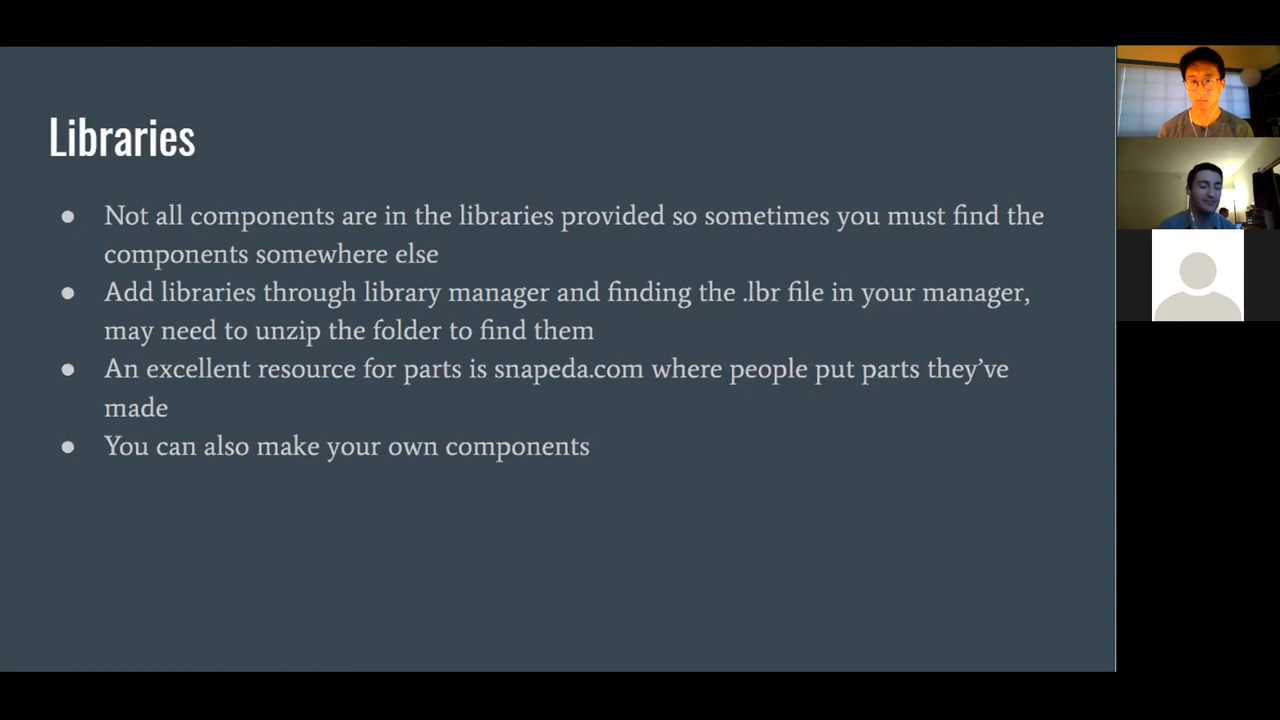 Libraries
● Not all components are in the libraries provided so sometimes you must find the
components somewhere else
● Add libraries through library manager and finding the .lbr file in your manager,
may need to unzip the folder to find them
● An excellent resource for parts is snapeda.com where people put parts they’ve
made
● You can also make your own components